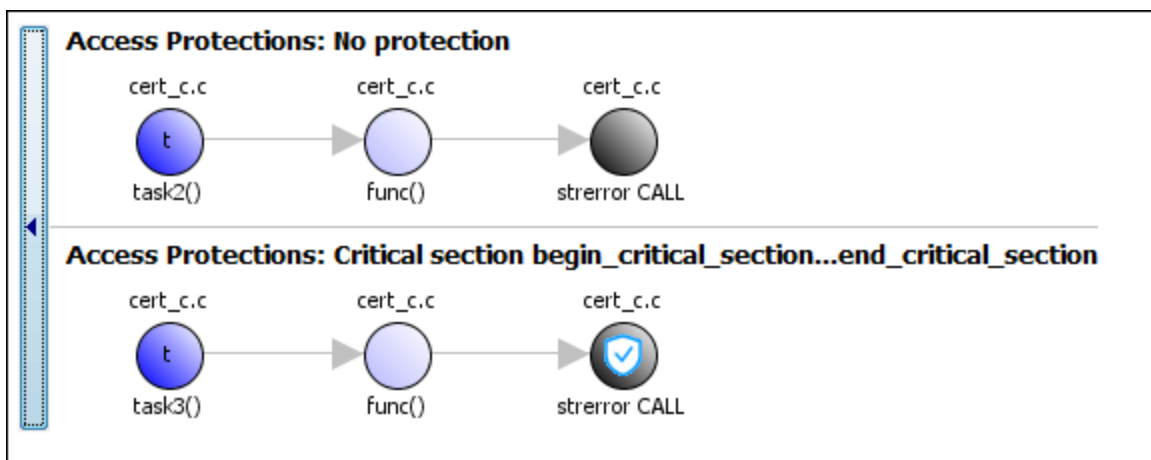 Access Protections: No protection
cert_c.c cert_c.c cert_c.c
t
task2() func() strerror CALL
Access Protections: Critical section begin_critical_section...end_critical_section
cert_c.c cert_c.c cert_c.c
t
task3() func() strerror CALL